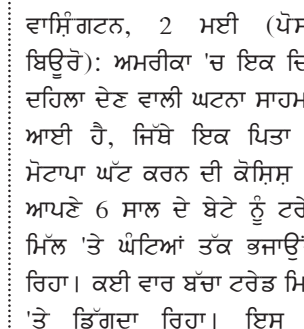 ਵਾਸ਼ਿੰਗਟਨ, 2 ਮਈ (ਪੋਸ
ਬਿਊਰੋ): ਅਮਰੀਕਾ 'ਚ ਇਕ ਦਿ
ਦਹਿਲਾ ਦੇਣ ਵਾਲੀ ਘਟਨਾ ਸਾਹਮ
ਆਈ ਹੈ, ਜਿੱਥੇ ਇਕ ਪਿਤਾ
ਮੋਟਾਪਾ ਘੱਟ ਕਰਨ ਦੀ ਕੋਸ਼ਿਸ਼
ਆਪਣੇ 6 ਸਾਲ ਦੇ ਬੇਟੇ ਨੂੰ ਟਰੇ
ਮਿੱਲ 'ਤੇ ਘੰਟਿਆਂ ਤੱਕ ਭਜਾਉਂ
ਰਿਹਾ। ਕਈ ਵਾਰ ਬੱਚਾ ਟਰੇਡ ਮਿ
'ਤੇ ਡਿੱਗਦਾ ਰਿਹਾ। ਇਸ